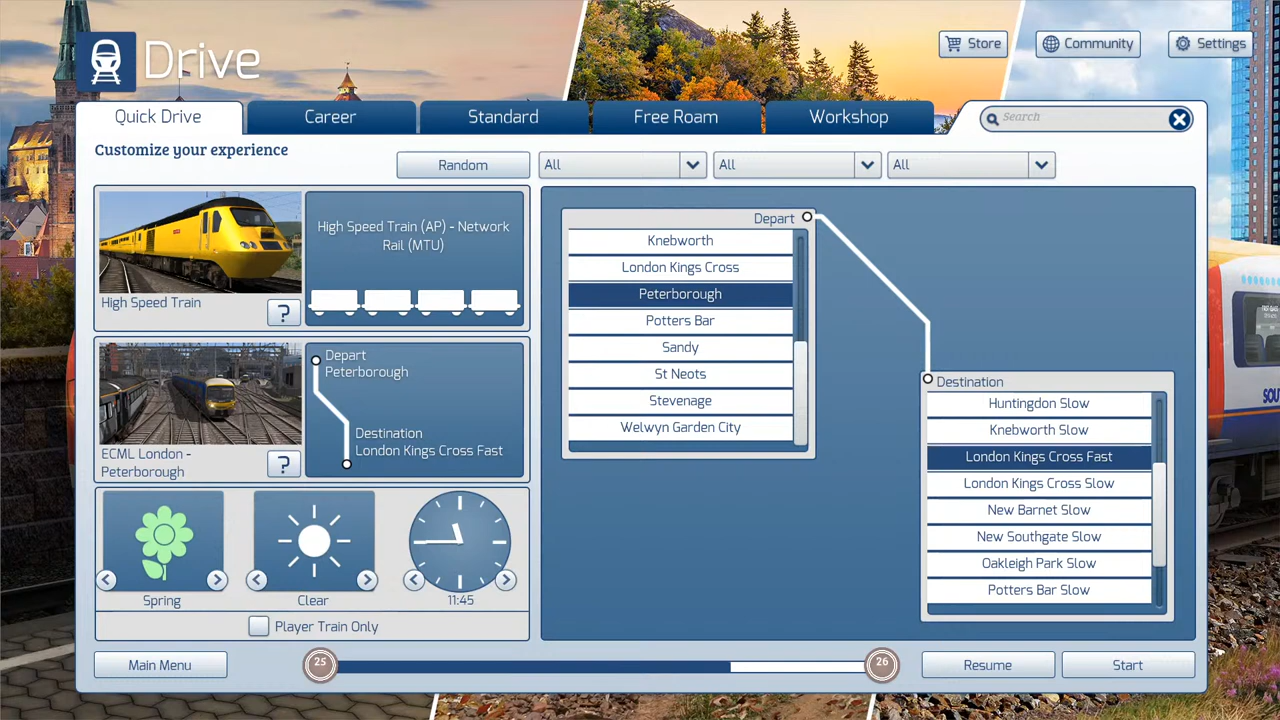 Drive
Store
Community
Settings
Quick Drive
Career
Standard
Free Roam
Workshop
Search
Customize your experience
Random
All
All
All
High Speed Train
?
High Speed Train (AP) - Network
Rail (MTU)
ECML London -
Peterborough
?
Depart
Peterborough
Destination
London Kings Cross Fast
Spring
Clear
11:45
Player Train Only
Depart
Knebworth
London Kings Cross
Peterborough
Potters Bar
Sandy
St Neots
Stevenage
Welwyn Garden City
Destination
Huntingdon Slow
Knebworth Slow
London Kings Cross Fast
London Kings Cross Slow
New Barnet Slow
New Southgate Slow
Oakleigh Park Slow
Potters Bar Slow
Main Menu
25
26
Resume
Start